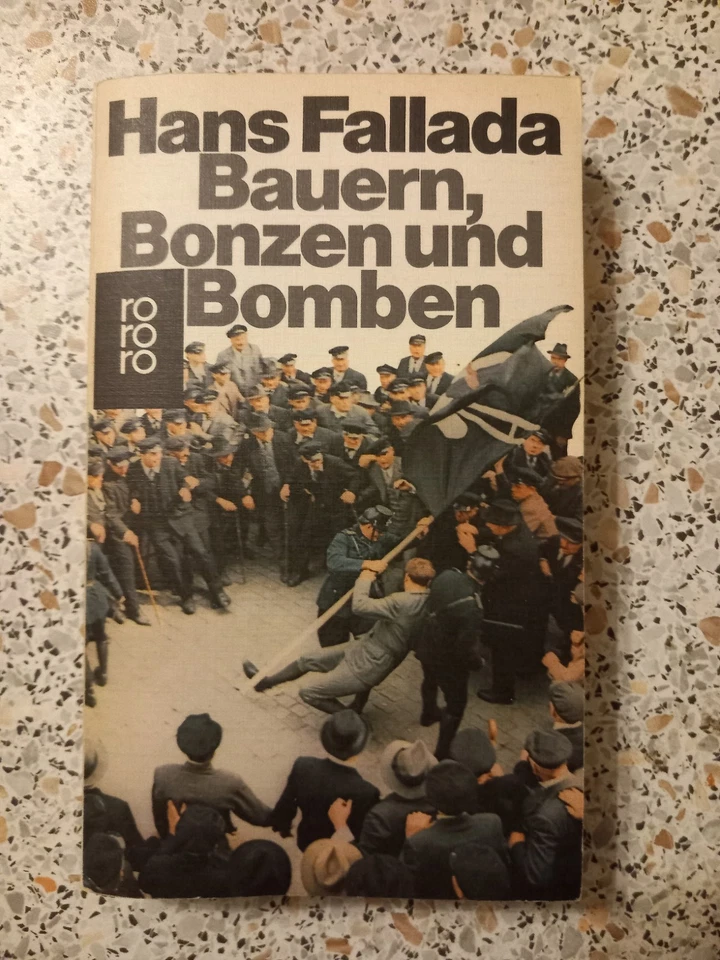 Hans Fallada
Bauern,
Bonzen und
Bomben
ro
ro
ro